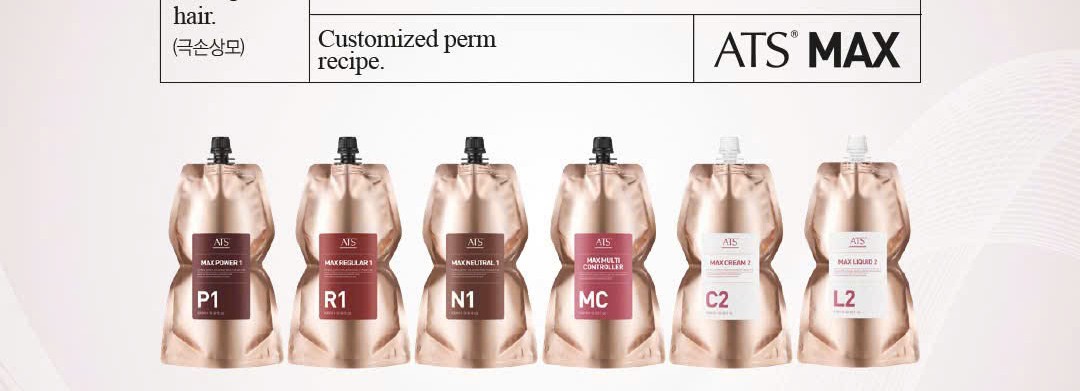 hair.
(극손상모)
Customized perm
recipe.
ATS® MAX
ATS
MAX POWER 1
P1
ATS
MAX REGULAR 1
R1
ATS
MAX NEUTRAL 1
N1
ATS
MAX MULTI
CONTROLLER
MC
ATS
MAX CREAM 2
C2
ATS
MAX LIQUID 2
L2